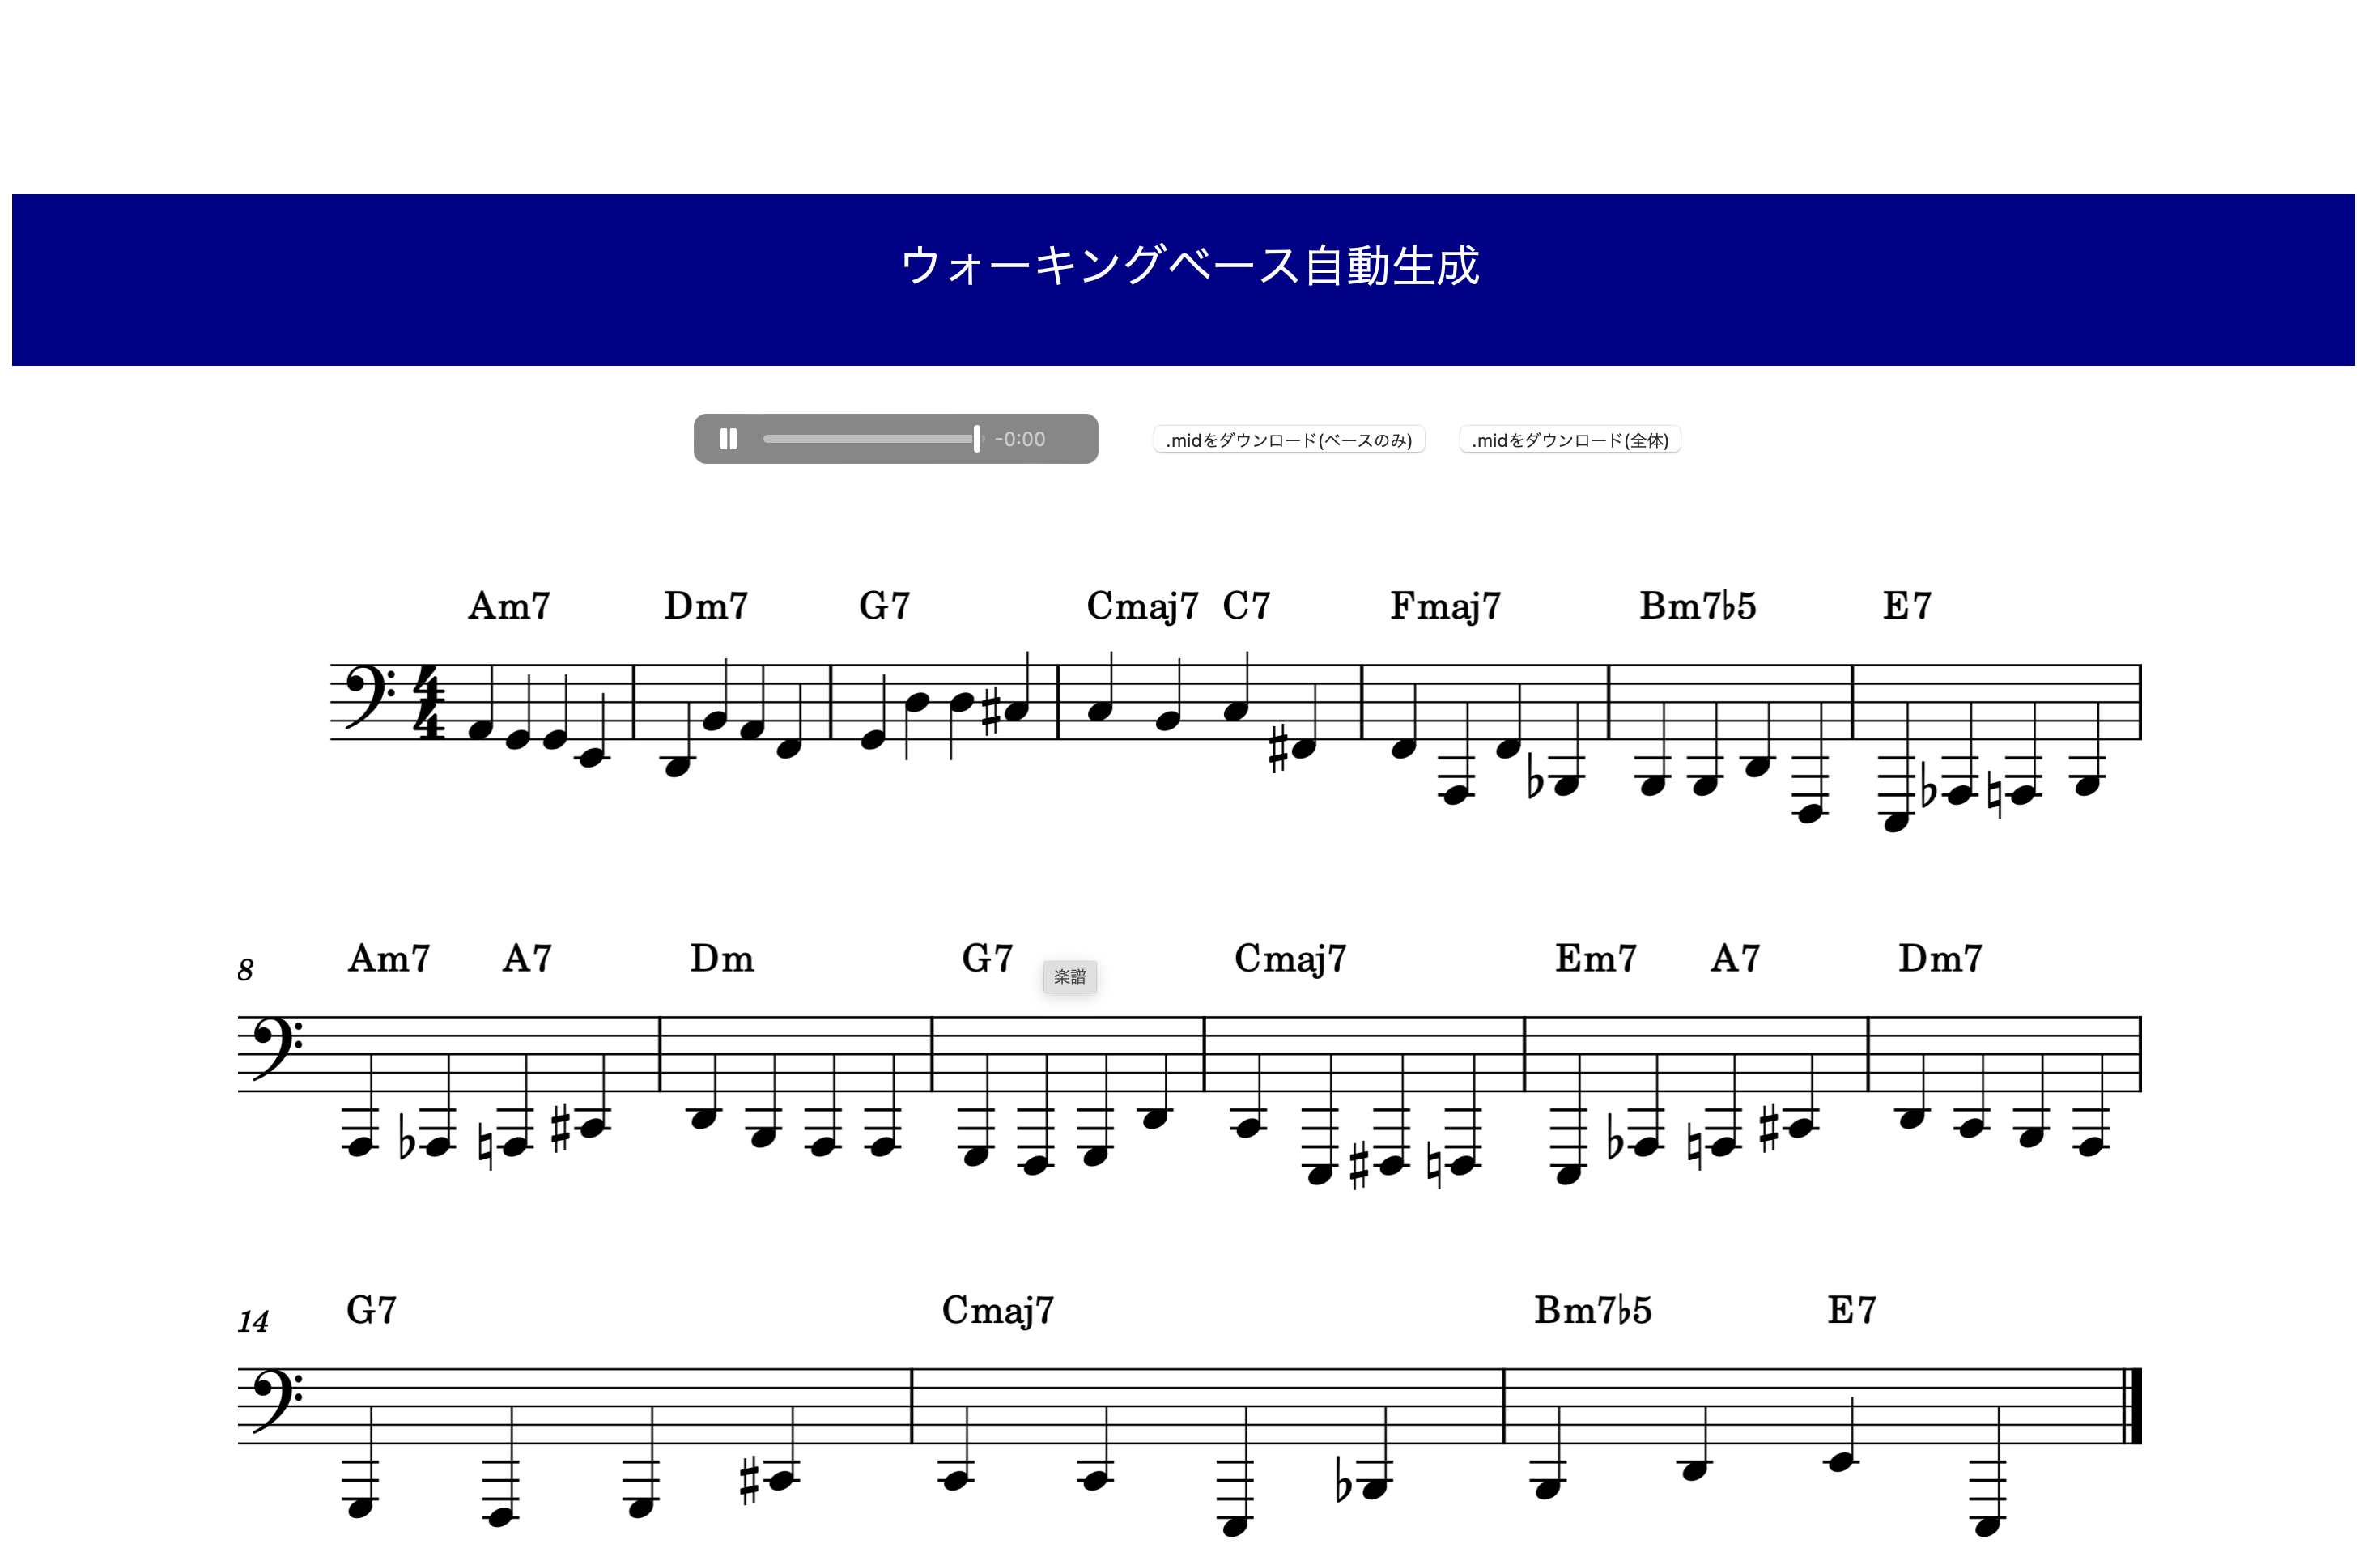 ウォーキングベース自動生成
-0:00 .midをダウンロード(ベースのみ) .midをダウンロード(全体)
Am7 Dm7 G7 Cmaj7 C7 Fmaj7 Bm7♭5 E7
4
4
8 Am7 A7 Dm G7 Cmaj7 Em7 A7 Dm7
楽譜
14 G7 Cmaj7 Bm7♭5 E7